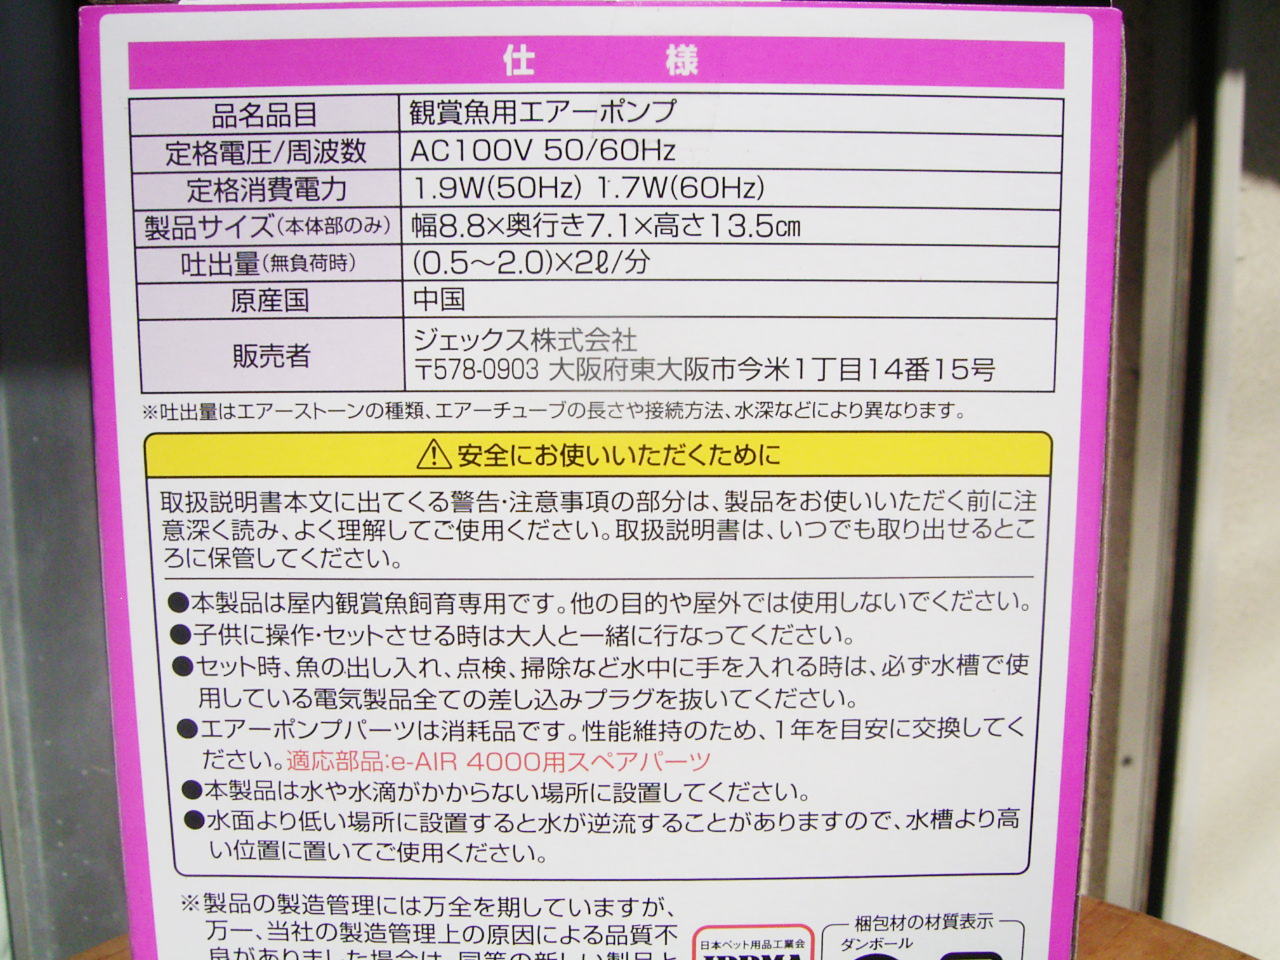 仕様
品名品目 観賞魚用エアーポンプ
定格電圧/周波数 AC100V 50/60Hz
定格消費電力 1.9W(50Hz) 1.7W(60Hz)
製品サイズ(本体部のみ) 幅8.8×奥行き7.1×高さ13.5cm
吐出量(無負荷時) (0.5〜2.0)×2ℓ/分
原産国 中国
販売者 ジェックス株式会社
〒578-0903 大阪府東大阪市今米1丁目14番15号
※吐出量はエアーストーンの種類、エアーチューブの長さや接続方法、水深などにより異なります。
⚠安全にお使いいただくために
取扱説明書本文に出てくる警告・注意事項の部分は、製品をお使いいただく前に注
意深く読み、よく理解してご使用ください。取扱説明書は、いつでも取り出せるとこ
ろに保管してください。
●本製品は屋内観賞魚飼育専用です。他の目的や屋外では使用しないでください。
●子供に操作・セットさせる時は大人と一緒に行なってください。
●セット時、魚の出し入れ、点検、掃除など水中に手を入れる時は、必ず水槽で使
用している電気製品全ての差し込みプラグを抜いてください。
●エアーポンプパーツは消耗品です。性能維持のため、1年を目安に交換してく
ださい。適応部品:e-AIR 4000用スペアパーツ
●本製品は水や水滴がかからない場所に設置してください。
●水面より低い場所に設置すると水が逆流することがありますので、水槽より高
い位置に置いてご使用ください。
※製品の製造管理には万全を期していますが、
万一、当社の製造管理上の原因による品質不
良がありました場合は、同等の新しい製品と
日本ペット用品工業会
梱包材の材質表示
ダンボール